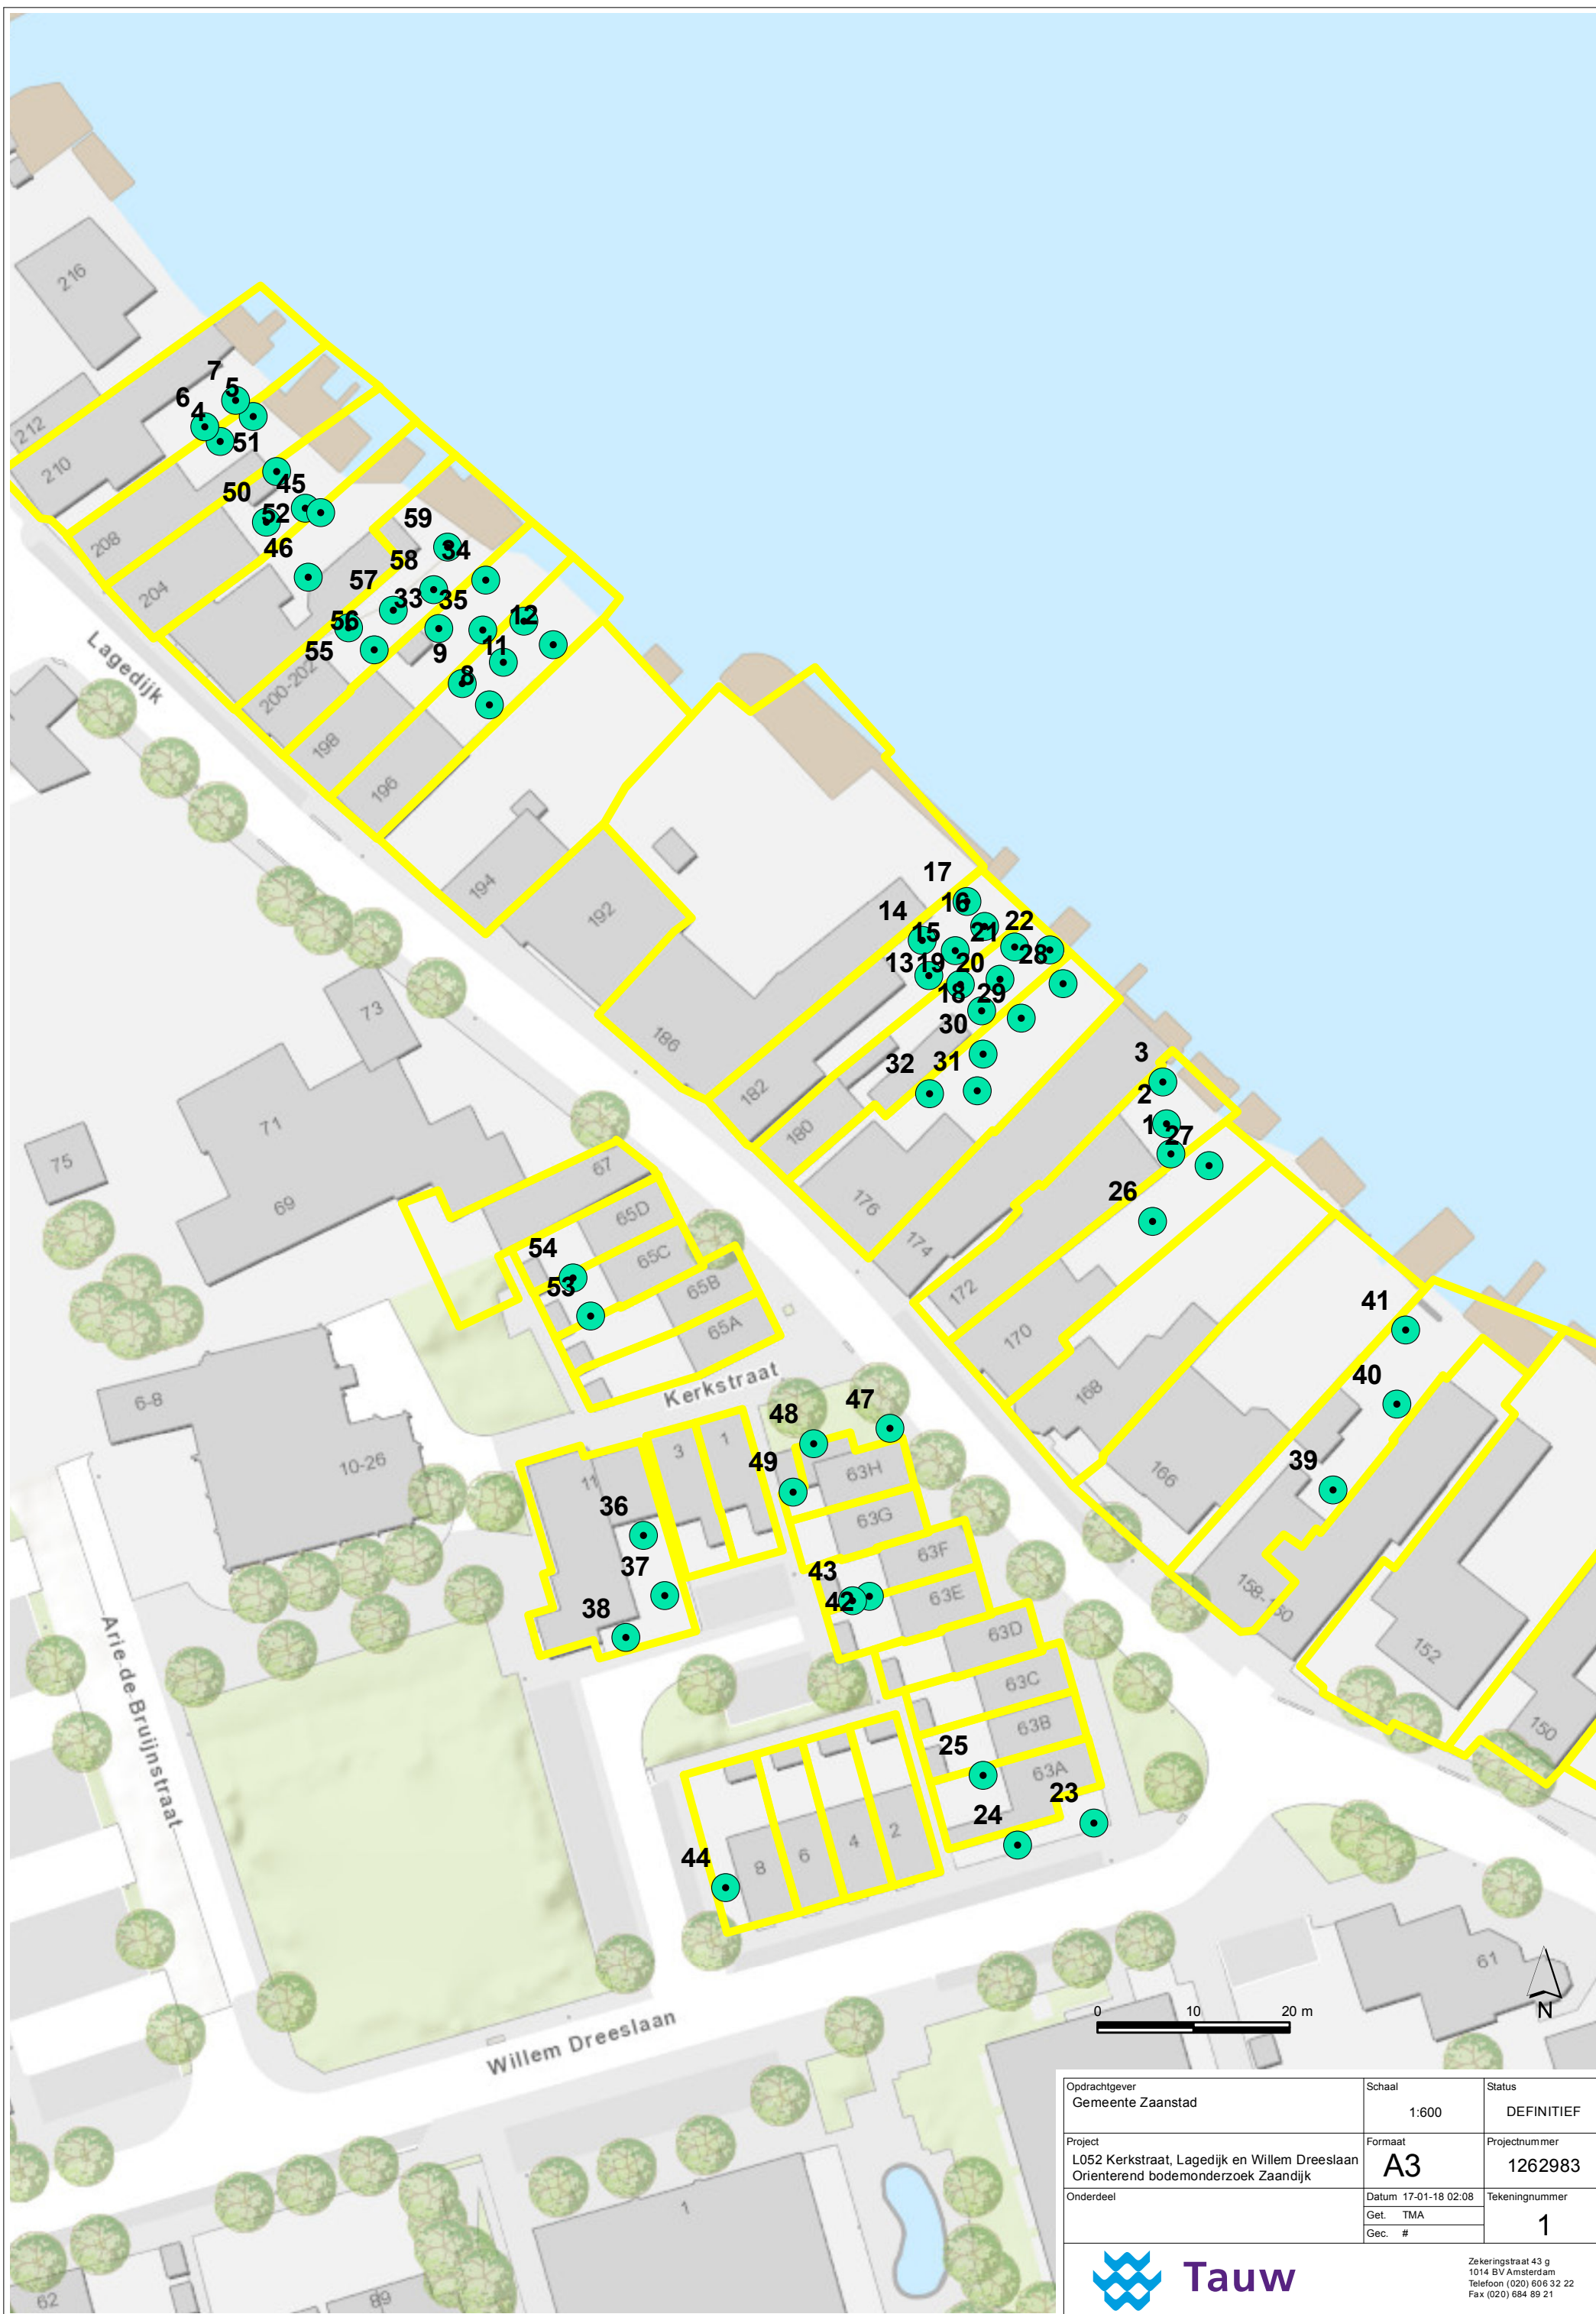 216
7
5
6
4
212
51
210
45
50
52
59
208
46
34
58
204
57
33
35
12
56
55
9
11
8
Lagedijk
200-202
198
196
17
16
14
194
15
21
22
192
28
13
19
20
18
29
73
30
186
3
32
31
182
2
71
180
1
27
75
67
69
26
176
65D
54
174
65C
53
65B
172
41
65A
170
Kerkstraat
40
6-8
168
47
48
3
1
10-26
49
63H
39
11
166
36
63G
63F
37
43
63E
158-160
42
38
63D
Arie de Bruijnstraat
152
63C
63B
150
25
63A
23
24
2
4
6
8
44
61
0 10 20 m
N
Willem Dreeslaan
1
62
89
Opdrachtgever
Gemeente Zaanstad
Schaal
1:600
Status
DEFINITIEF
Project
L052 Kerkstraat, Lagedijk en Willem Dreeslaan
Orienterend bodemonderzoek Zaandijk
Formaat
A3
Projectnummer
1262983
Onderdeel
Datum 17-01-18 02:08
Get. TMA
Gec. #
Tekeningnummer
1
Tauw
Zekeringstraat 43 g
1014 BV Amsterdam
Telefoon (020) 606 32 22
Fax (020) 684 89 21